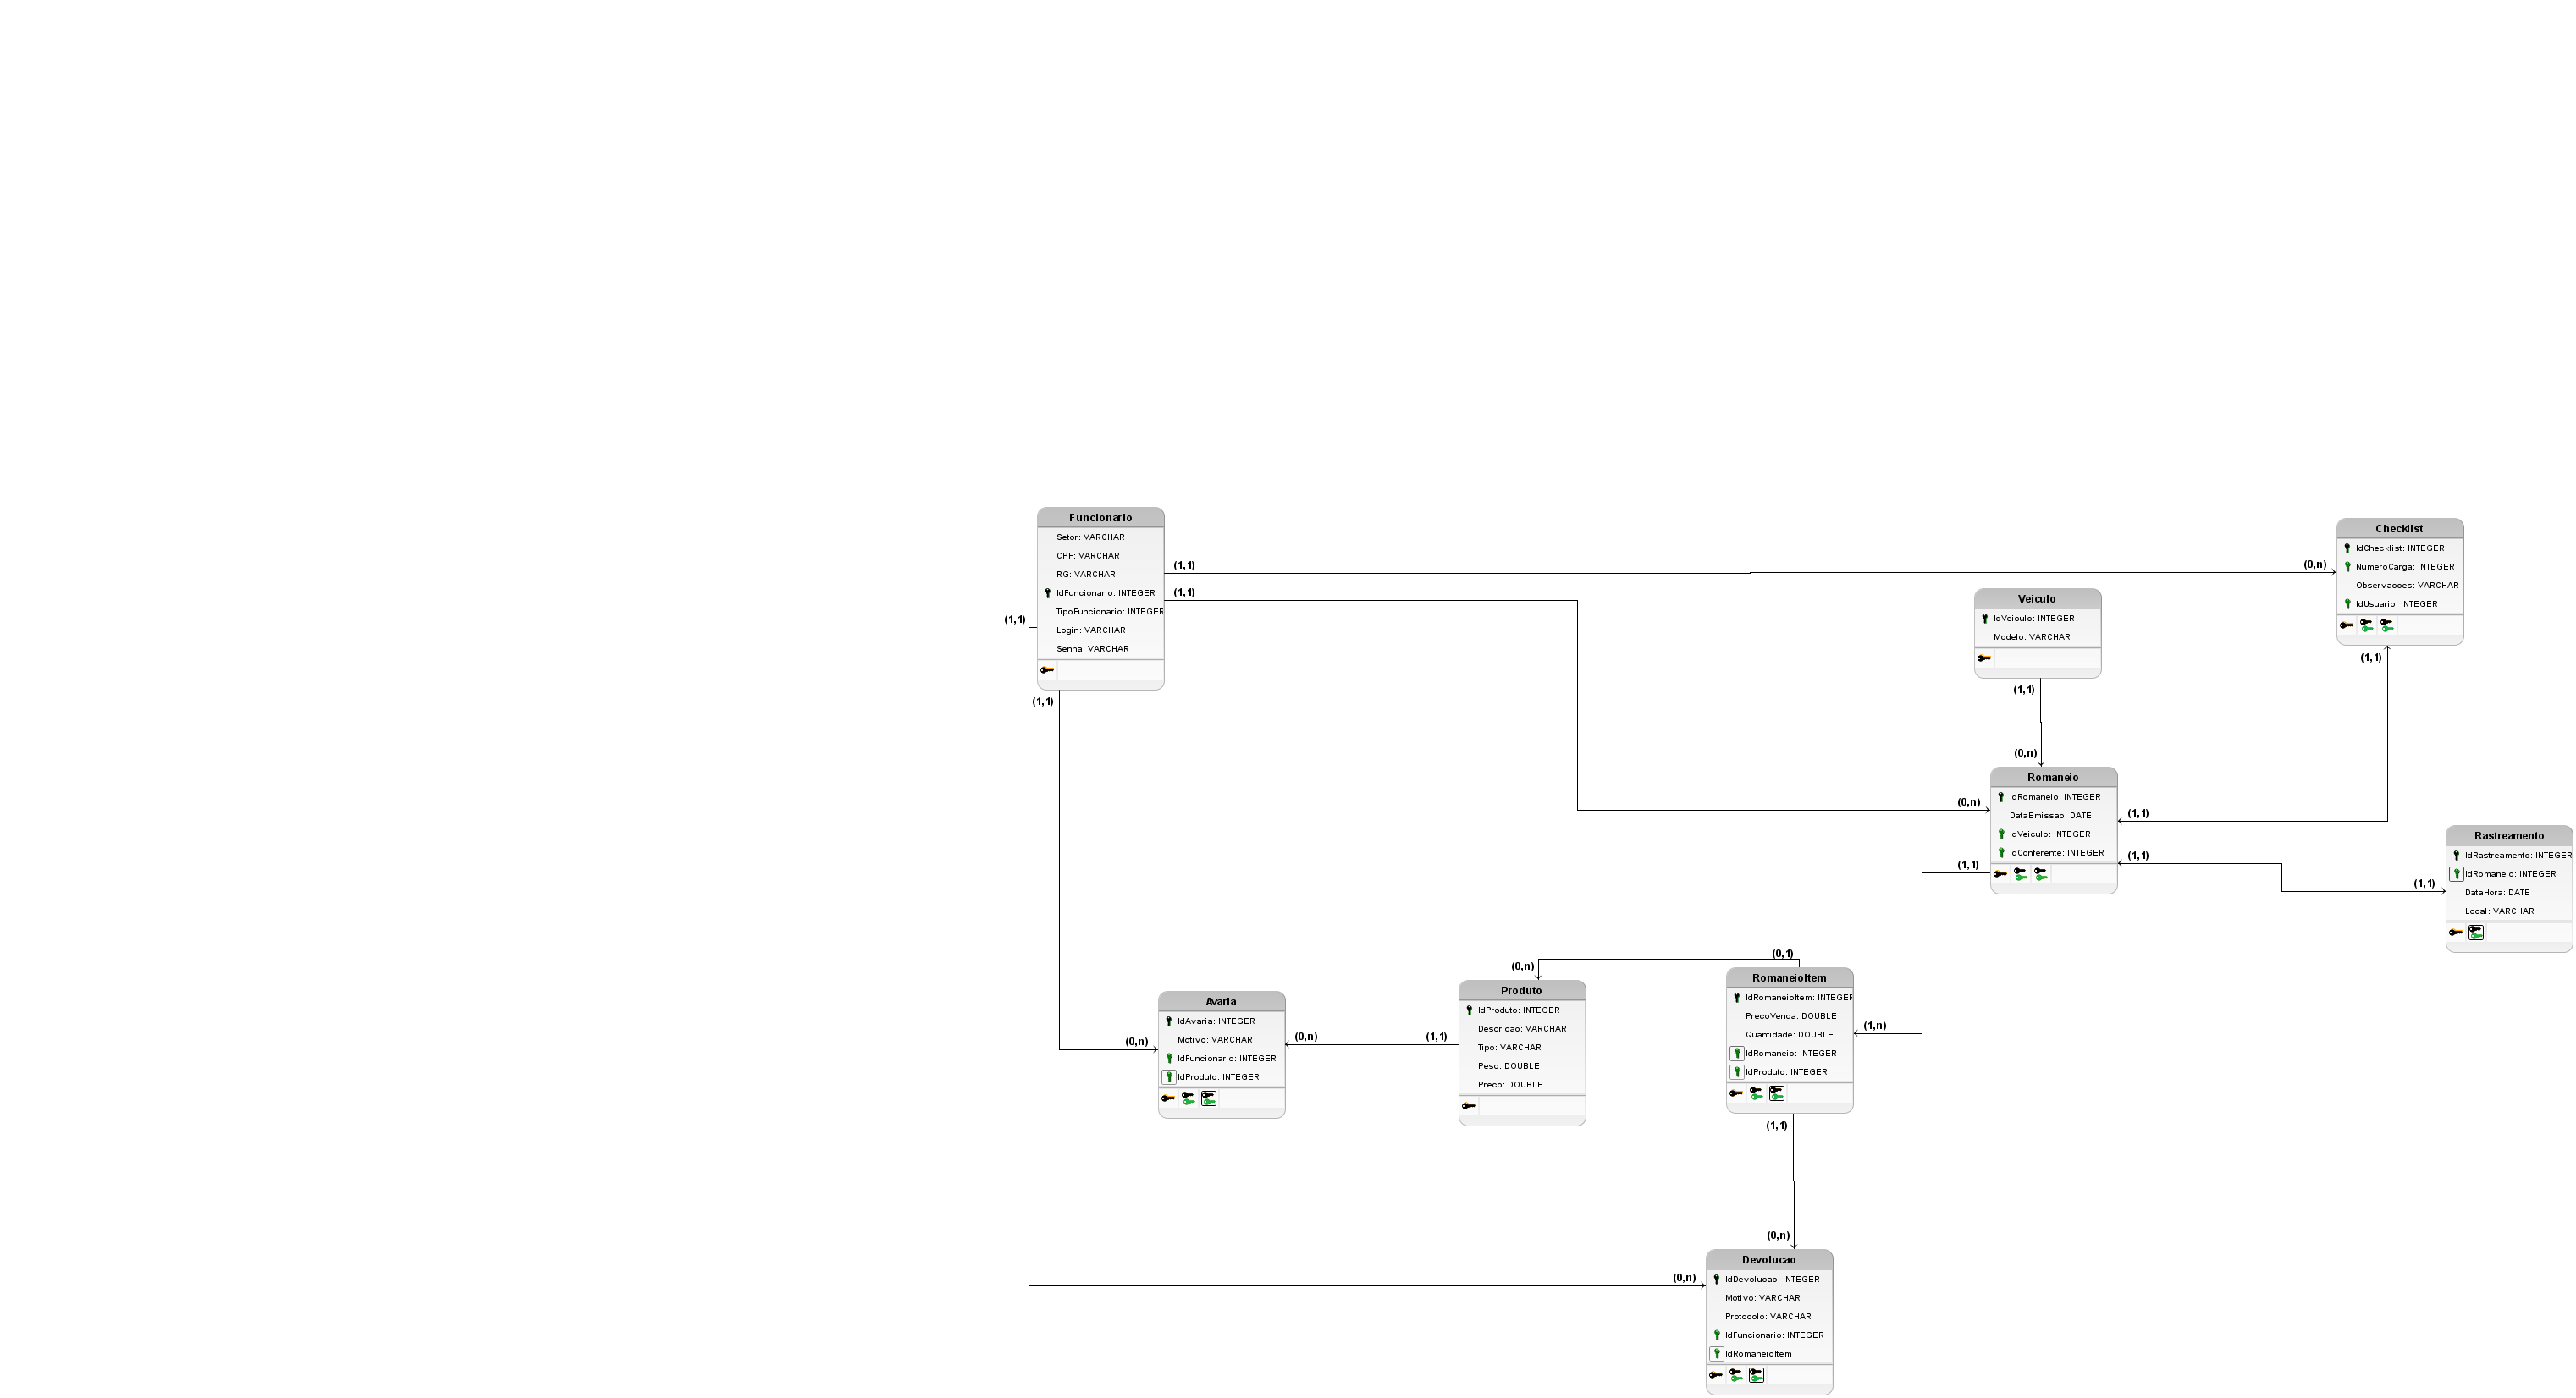 Funcionario
Setor: VARCHAR
CPF: VARCHAR
RG: VARCHAR
IdFuncionario: INTEGER
TipoFuncionario: INTEGER
Login: VARCHAR
Senha: VARCHAR
(1,1)
(1,1)
(1,1)
(1,1)
(0,n)
Checklist
IdChecklist: INTEGER
NumeroCarga: INTEGER
Observacoes: VARCHAR
IdUsuario: INTEGER
(1,1)
Veiculo
IdVeiculo: INTEGER
Modelo: VARCHAR
(1,1)
(0,n)
(0,n)
Romaneio
IdRomaneio: INTEGER
DataEmissao: DATE
IdVeiculo: INTEGER
IdConferente: INTEGER
(1,1)
(1,1)
(1,1)
(1,1)
Rastreamento
IdRastreamento: INTEGER
IdRomaneio: INTEGER
DataHora: DATE
Local: VARCHAR
(0,n)
Avaria
IdAvaria: INTEGER
Motivo: VARCHAR
IdFuncionario: INTEGER
IdProduto: INTEGER
(0,n)
(1,1)
(0,n)
Produto
IdProduto: INTEGER
Descricao: VARCHAR
Tipo: VARCHAR
Peso: DOUBLE
Preco: DOUBLE
(0,1)
RomaneioItem
IdRomaneioItem: INTEGER
PrecoVenda: DOUBLE
Quantidade: DOUBLE
IdRomaneio: INTEGER
IdProduto: INTEGER
(1,n)
(1,1)
(0,n)
(0,n)
Devolucao
IdDevolucao: INTEGER
Motivo: VARCHAR
Protocolo: VARCHAR
IdFuncionario: INTEGER
IdRomaneioItem